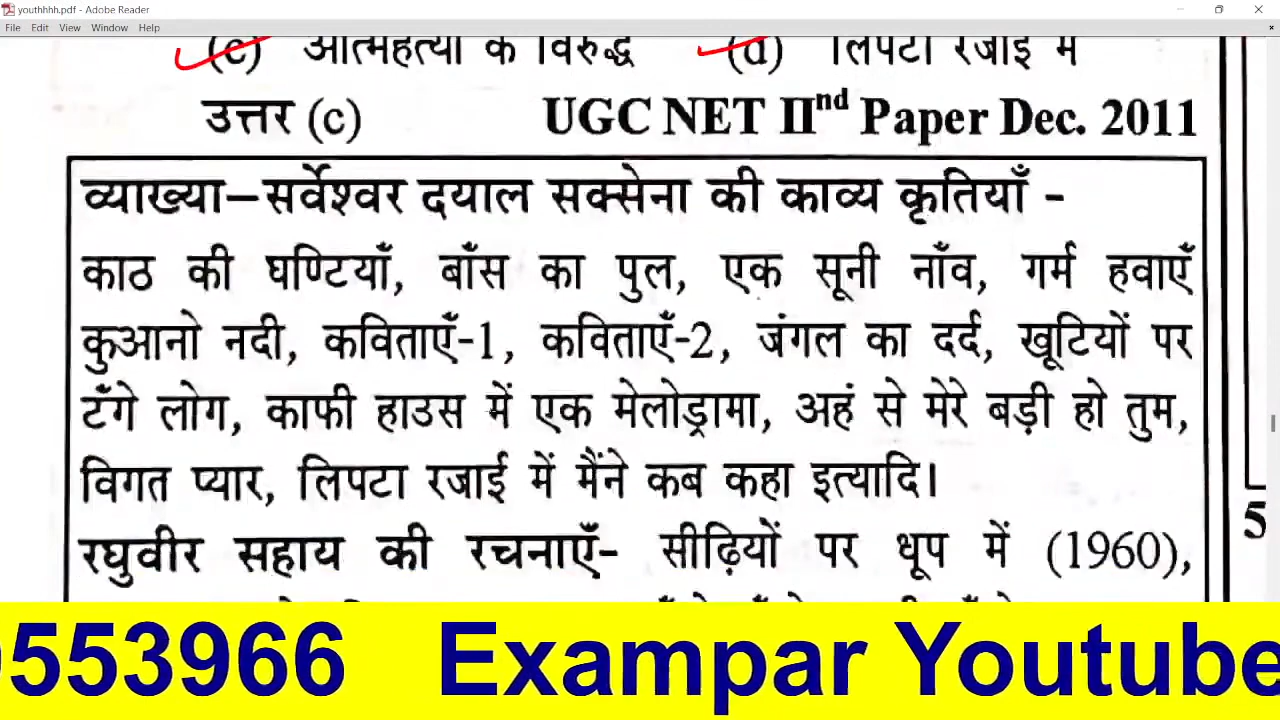 youthhhh.pdf - Adobe Reader
File Edit View Window Help
(c) आत्महत्या के विरुद्ध (d) लिपटा रजाई में
उत्तर (c) UGC NET IInd Paper Dec. 2011
व्याख्या–सर्वेश्वर दयाल सक्सेना की काव्य कृतियाँ -
काठ की घण्टियाँ, बाँस का पुल, एक सूनी नाँव, गर्म हवाएँ
कुआनो नदी, कविताएँ-1, कविताएँ-2, जंगल का दर्द, खूटियों पर
टँगे लोग, काफी हाउस में एक मेलोड्रामा, अहं से मेरे बड़ी हो तुम,
विगत प्यार, लिपटा रजाई में मैंने कब कहा इत्यादि।
रघुवीर सहाय की रचनाएँ- सीढ़ियों पर धूप में (1960),
5
553966 Exampar Youtube